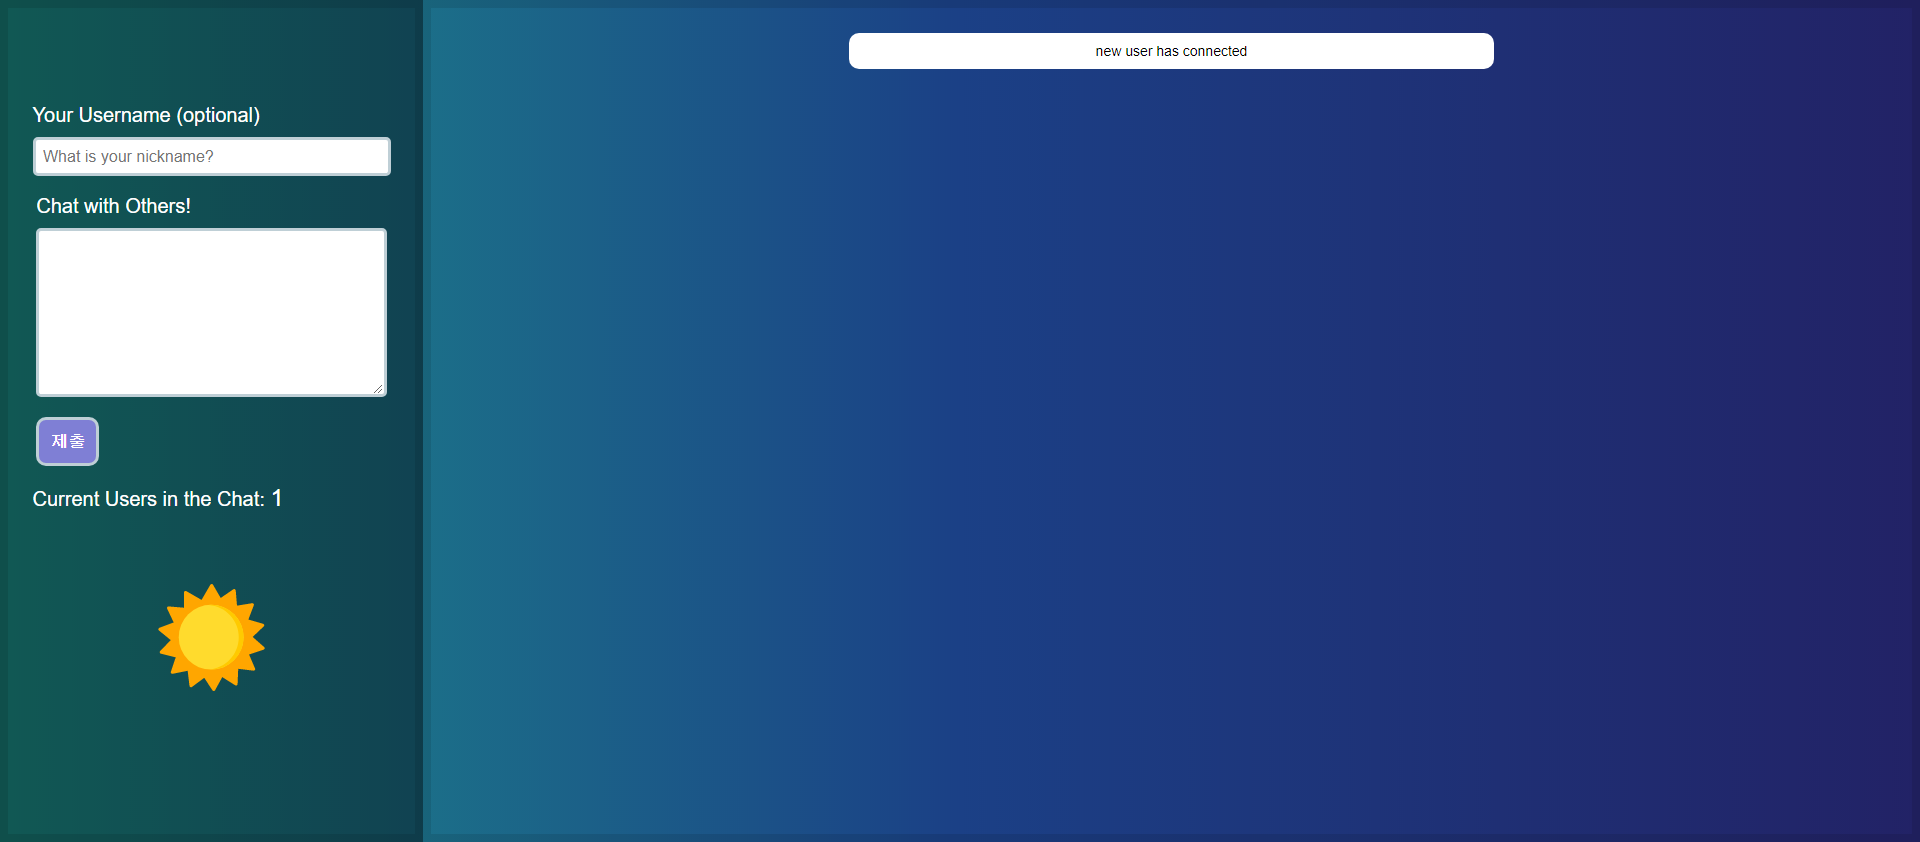 Your Username (optional)
What is your nickname?
Chat with Others!
제출
Current Users in the Chat: 1
new user has connected